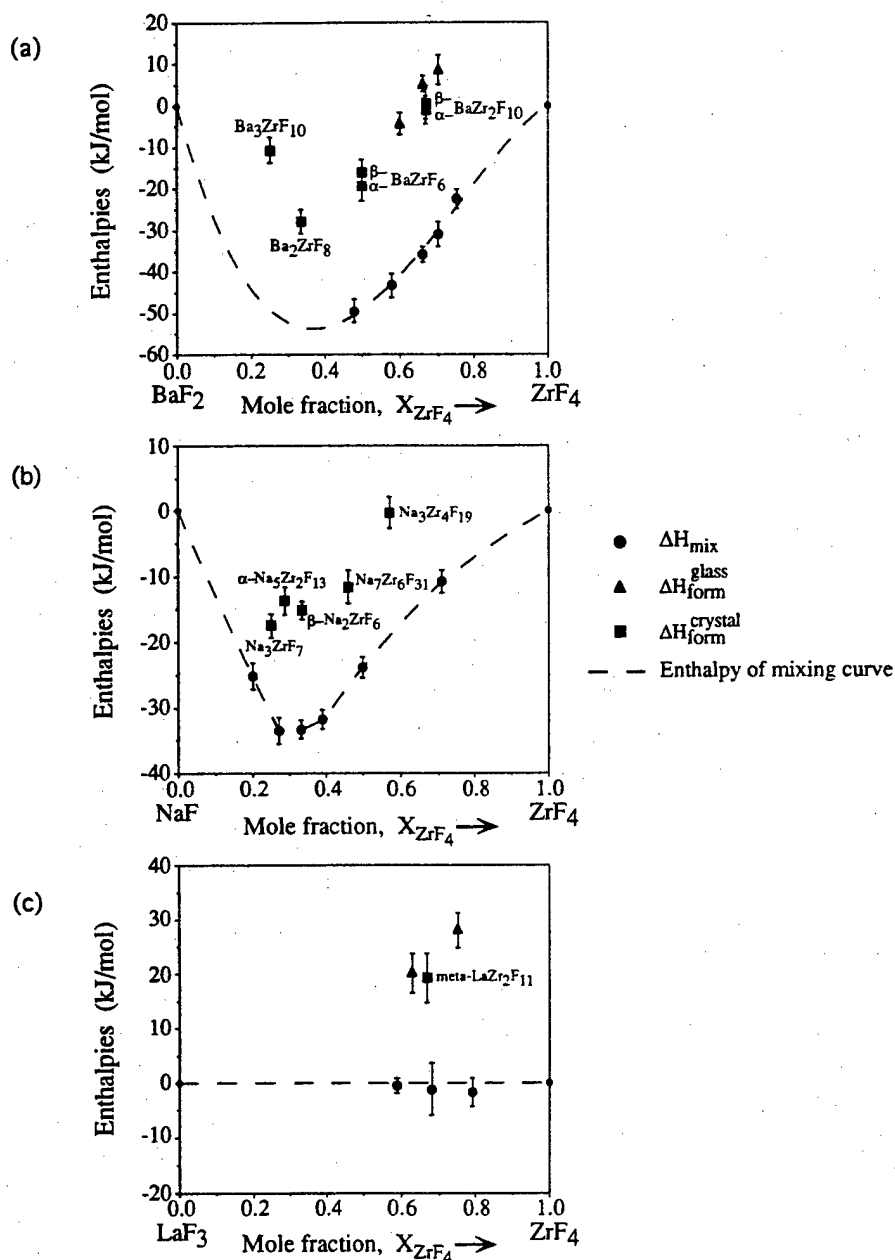 (a)
Enthalpies (kJ/mol)
20
10
0
-10
-20
-30
-40
-50
-60
Ba3ZrF10
Ba2ZrF8
β–
α– BaZrF6
β–
α– BaZr2F10
0.0 0.2 0.4 0.6 0.8 1.0
BaF2 Mole fraction, XZrF4 → ZrF4
(b)
Enthalpies (kJ/mol)
10
0
-10
-20
-30
-40
Na3Zr4F19
α–Na5Zr2F13
Na7Zr6F31
β–Na2ZrF6
Na3ZrF7
0.0 0.2 0.4 0.6 0.8 1.0
NaF Mole fraction, XZrF4 → ZrF4
ΔHmix
ΔHform glass
ΔHform crystal
Enthalpy of mixing curve
(c)
Enthalpies (kJ/mol)
40
30
20
10
0
-10
-20
meta-LaZr2F11
0.0 0.2 0.4 0.6 0.8 1.0
LaF3 Mole fraction, XZrF4 → ZrF4